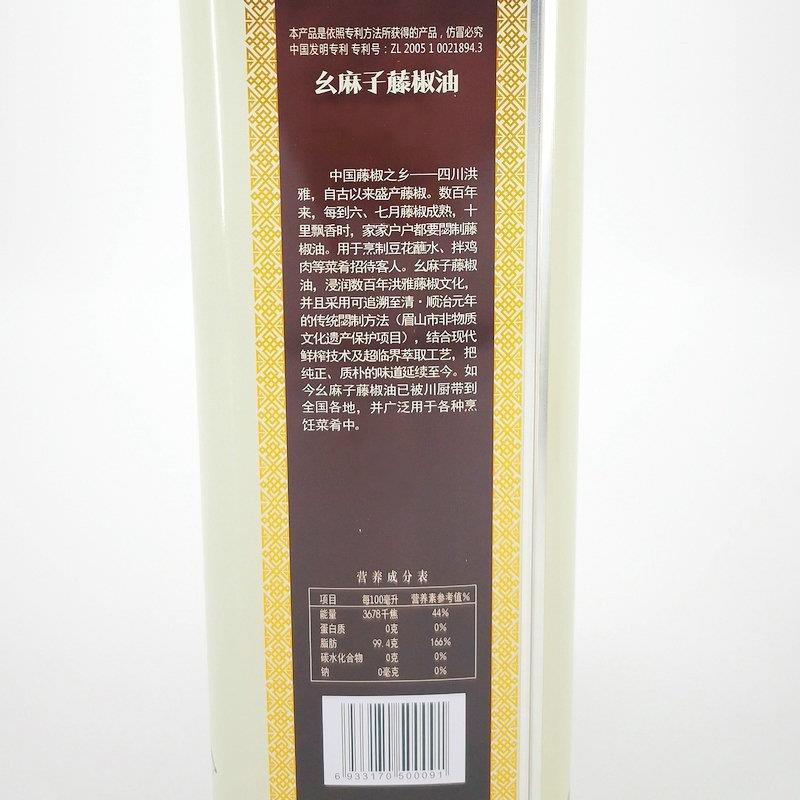 本产品是依照专利方法所获得的产品，仿冒必究
中国发明专利 专利号：ZL 2005 1 0021894.3
幺麻子藤椒油
中国藤椒之乡——四川洪
雅，自古以来盛产藤椒。数百年
来，每到六、七月藤椒成熟，十
里飘香时，家家户户都要閟制藤
椒油。用于烹制豆花蘸水、拌鸡
肉等菜肴招待客人。幺麻子藤椒
油，浸润数百年洪雅藤椒文化，
并且采用可追溯至清·顺治元年
的传统閟制方法（眉山市非物质
文化遗产保护项目），结合现代
鲜榨技术及超临界萃取工艺，把
纯正、质朴的味道延续至今。如
今幺麻子藤椒油已被川厨带到
全国各地，并广泛用于各种烹
饪菜肴中。
营养成分表
项目 每100毫升 营养素参考值%
能量 3678千焦 44%
蛋白质 0克 0%
脂肪 99.4克 166%
碳水化合物 0克 0%
钠 0毫克 0%
6 933170 500091